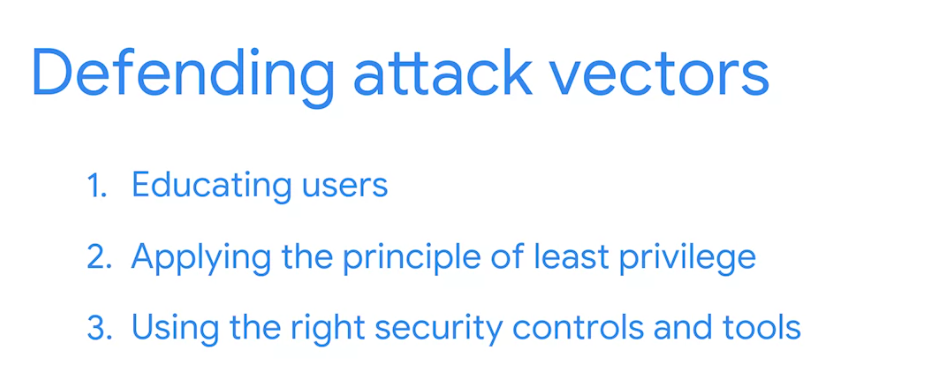 Defending attack vectors
1. Educating users
2. Applying the principle of least privilege
3. Using the right security controls and tools